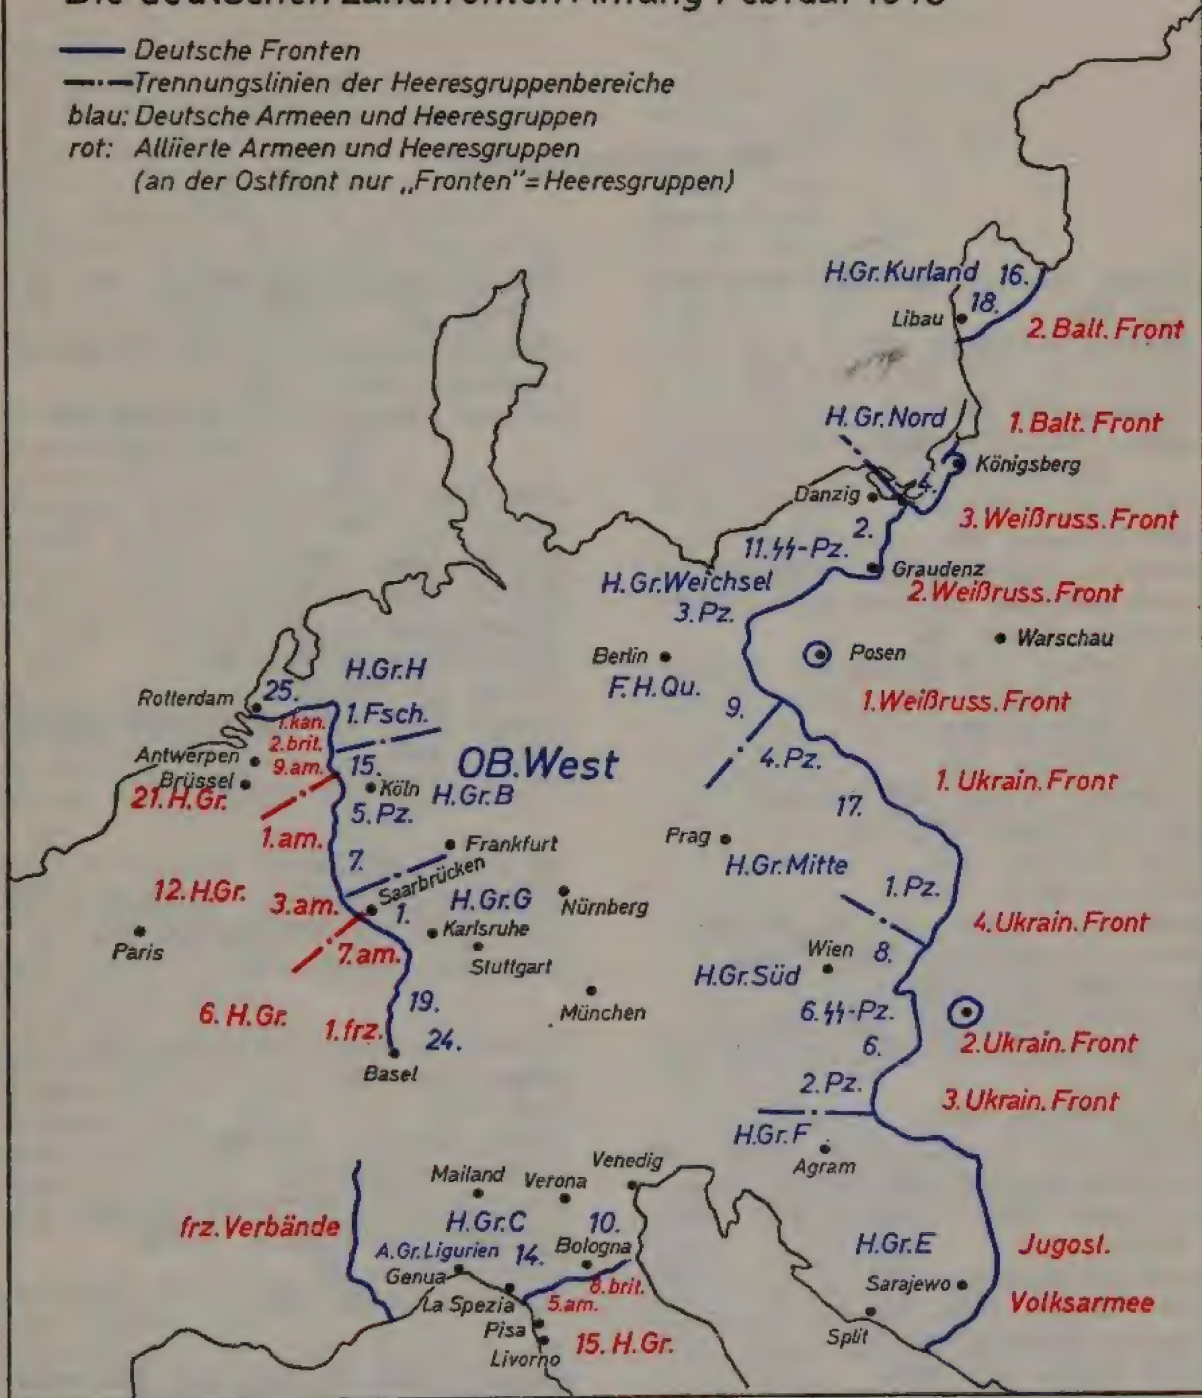 Die deutschen Landfronten Anfang Februar 1945
Deutsche Fronten
Trennungslinien der Heeresgruppenbereiche
blau: Deutsche Armeen und Heeresgruppen
rot: Alliierte Armeen und Heeresgruppen
(an der Ostfront nur „Fronten"=Heeresgruppen)
H.Gr.Kurland
16.
18.
Libau
2. Balt. Front
H.Gr.Nord
1. Balt. Front
Königsberg
4.
Danzig
3.Weißruss.Front
2.
11.ϟϟ-Pz.
Graudenz
H.Gr.Weichsel
2.Weißruss.Front
3.Pz.
Warschau
Berlin
Posen
F.H.Qu.
H.Gr.H
Rotterdam
25.
1.Fsch.
9.
1.Weißruss.Front
1.kan.
2.brit.
9.am.
Antwerpen
Brüssel
21.H.Gr.
15.
OB.West
4.Pz.
Köln
H.Gr.B
1. Ukrain. Front
5.Pz.
17.
1.am.
Frankfurt
Prag
7.
H.Gr.Mitte
Saarbrücken
12.H.Gr.
3.am.
H.Gr.G
1.
Nürnberg
1.Pz.
Karlsruhe
4.Ukrain. Front
Paris
7.am.
Stuttgart
Wien
8.
H.Gr.Süd
19.
München
6. H.Gr.
6.ϟϟ-Pz.
1.frz.
24.
6.
2.Ukrain. Front
Basel
2.Pz.
3.Ukrain. Front
H.Gr.F
Agram
Mailand
Verona
Venedig
frz.Verbände
H.Gr.C
10.
A.Gr.Ligurien
14.
Bologna
H.Gr.E
Jugosl.
Genua
8.brit.
Sarajewo
La Spezia
5.am.
Volksarmee
Pisa
15. H.Gr.
Split
Livorno